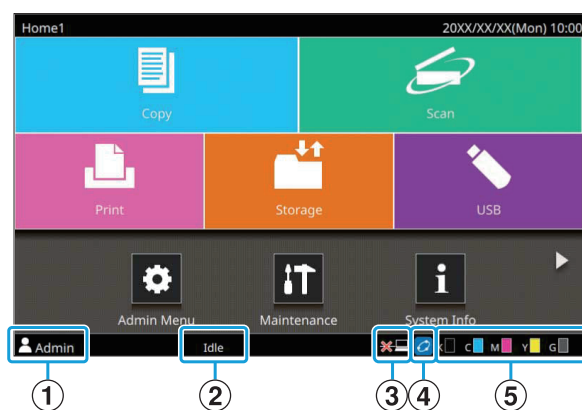 Home1 20XX/XX/XX(Mon) 10:00
Copy Scan
Print Storage USB
Admin Menu Maintenance System Info
Admin Idle K C M Y G
1 2 3 4 5